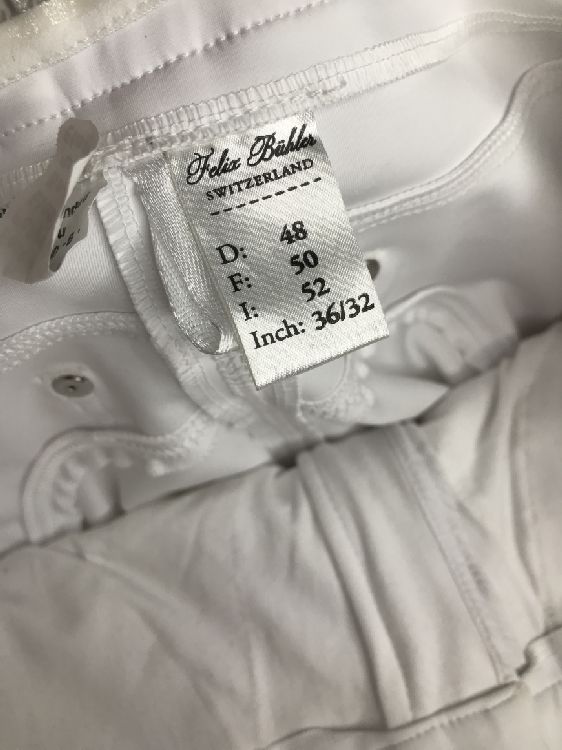 Felix Bühler
SWITZERLAND
D: 48
F: 50
I: 52
Inch: 36/32